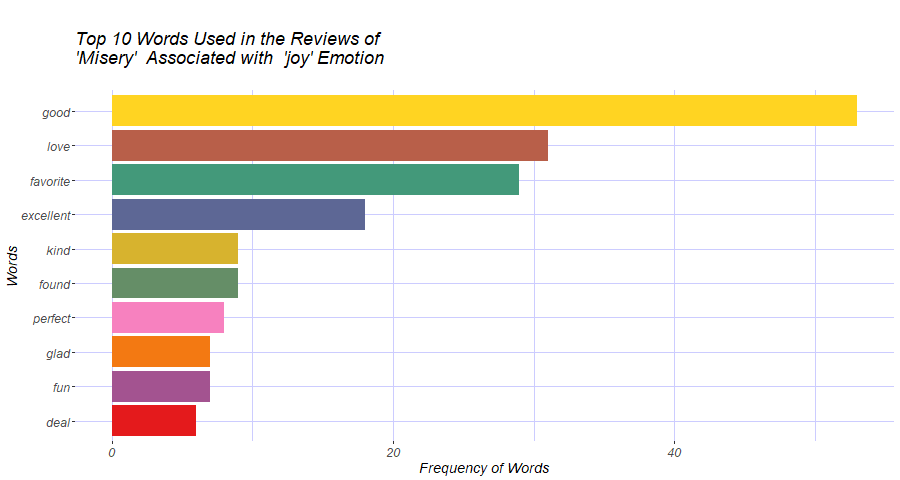 Top 10 Words Used in the Reviews of
'Misery'  Associated with  'joy' Emotion
good
love
favorite
excellent
kind
found
perfect
glad
fun
deal
Words
0 20 40
Frequency of Words